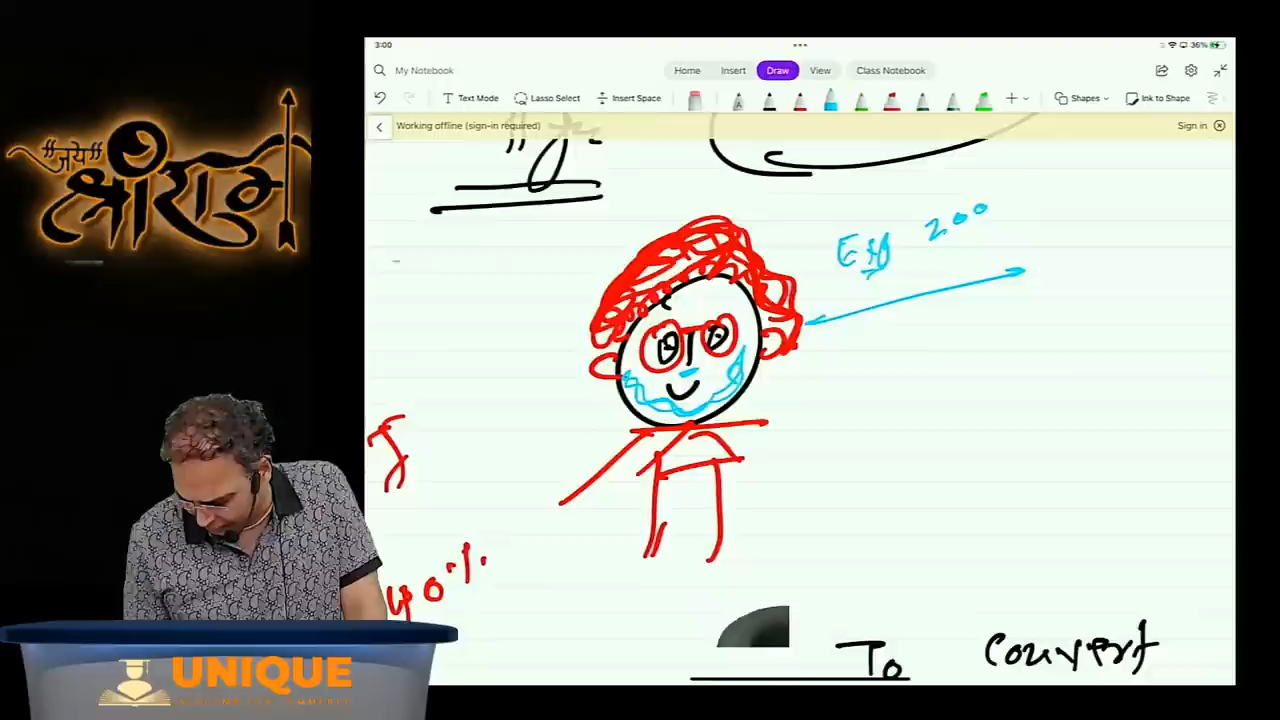 3:00
36%
My Notebook
Home Insert Draw View Class Notebook
Text Mode Lasso Select Insert Space Shapes Ink to Shape
Working offline (sign-in required) Sign in
"जय"
श्रीराम
200
40%
To Convert
UNIQUE